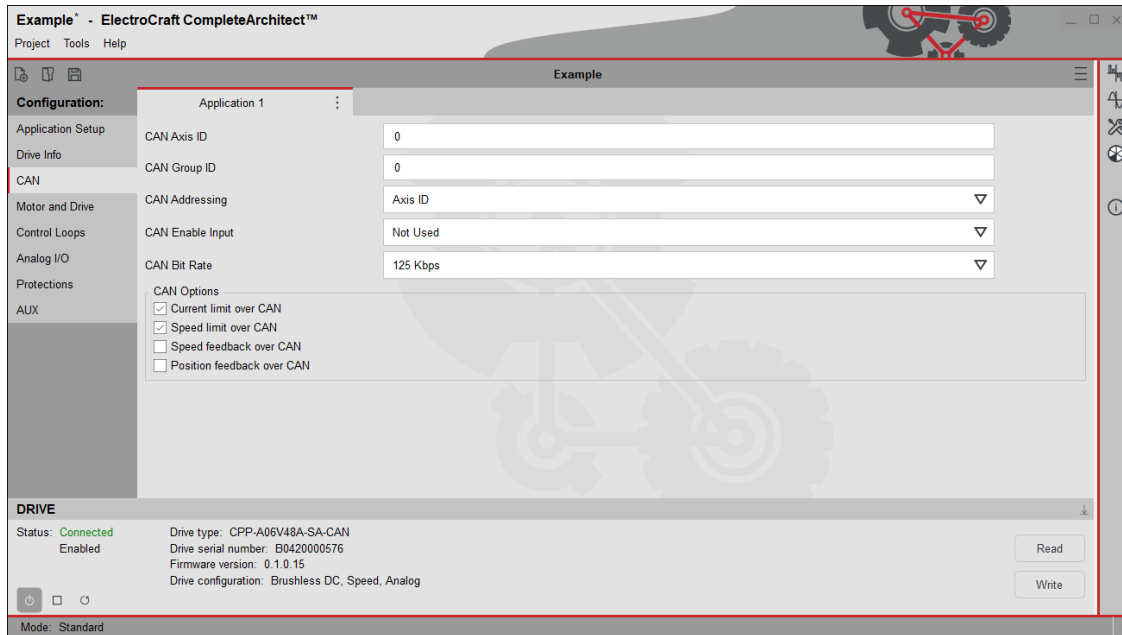 Example* - ElectroCraft CompleteArchitect™
Project Tools Help
Example
Configuration:
Application 1
Application Setup
Drive Info
CAN
Motor and Drive
Control Loops
Analog I/O
Protections
AUX
CAN Axis ID 0
CAN Group ID 0
CAN Addressing Axis ID
CAN Enable Input Not Used
CAN Bit Rate 125 Kbps
CAN Options
Current limit over CAN
Speed limit over CAN
Speed feedback over CAN
Position feedback over CAN
DRIVE
Status: Connected
Enabled
Drive type: CPP-A06V48A-SA-CAN
Drive serial number: B0420000576
Firmware version: 0.1.0.15
Drive configuration: Brushless DC, Speed, Analog
Read
Write
Mode: Standard